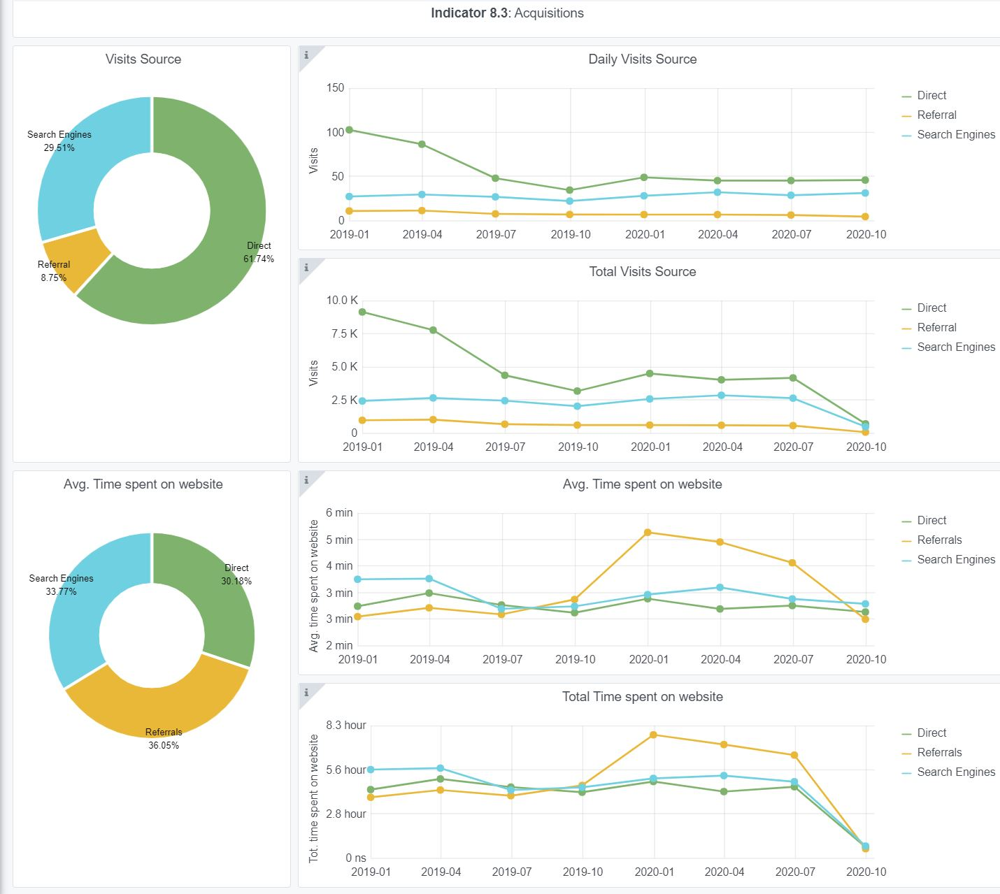 Indicator 8.3: Acquisitions
Visits Source
Search Engines
29.51%
Direct
61.74%
Referral
8.75%
i
Daily Visits Source
Visits
150
100
50
0
2019-01 2019-04 2019-07 2019-10 2020-01 2020-04 2020-07 2020-10
Direct
Referral
Search Engines
i
Total Visits Source
Visits
10.0 K
7.5 K
5.0 K
2.5 K
0
2019-01 2019-04 2019-07 2019-10 2020-01 2020-04 2020-07 2020-10
Direct
Referral
Search Engines
Avg. Time spent on website
Direct
30.18%
Search Engines
33.77%
Referrals
36.05%
i
Avg. Time spent on website
Avg. time spent on website
6 min
5 min
4 min
3 min
3 min
2 min
2019-01 2019-04 2019-07 2019-10 2020-01 2020-04 2020-07 2020-10
Direct
Referrals
Search Engines
i
Total Time spent on website
Tot. time spent on website
8.3 hour
5.6 hour
2.8 hour
0 ns
2019-01 2019-04 2019-07 2019-10 2020-01 2020-04 2020-07 2020-10
Direct
Referrals
Search Engines